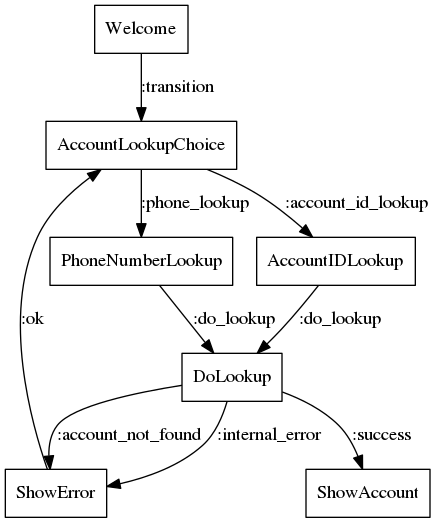 Welcome
:transition
AccountLookupChoice
:phone_lookup
:account_id_lookup
PhoneNumberLookup
AccountIDLookup
:ok
:do_lookup
:do_lookup
DoLookup
:account_not_found
:internal_error
:success
ShowError
ShowAccount